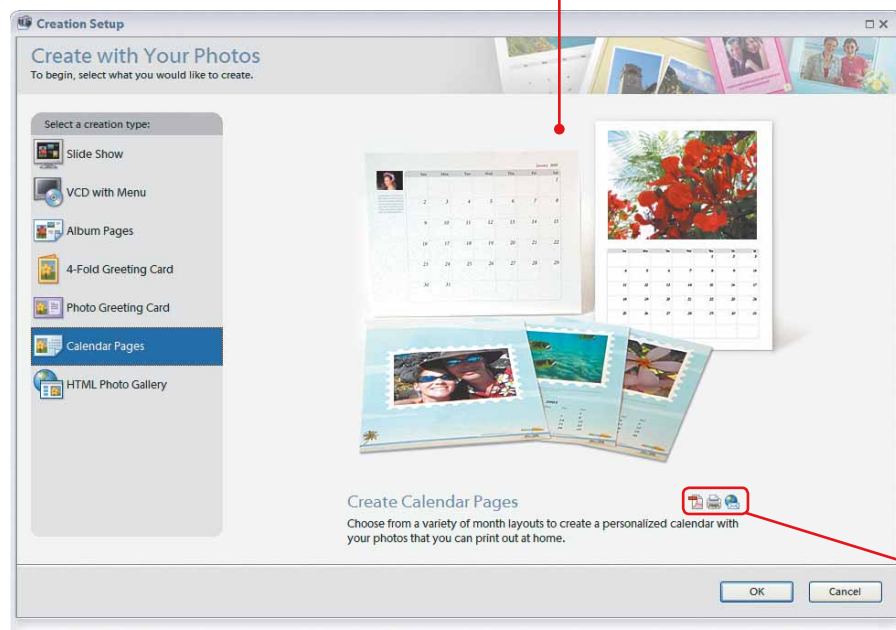 Creation Setup
Create with Your Photos
To begin, select what you would like to create.
Select a creation type:
Slide Show
VCD with Menu
Album Pages
4-Fold Greeting Card
Photo Greeting Card
Calendar Pages
HTML Photo Gallery
Create Calendar Pages
Choose from a variety of month layouts to create a personalized calendar with
your photos that you can print out at home.
OK
Cancel